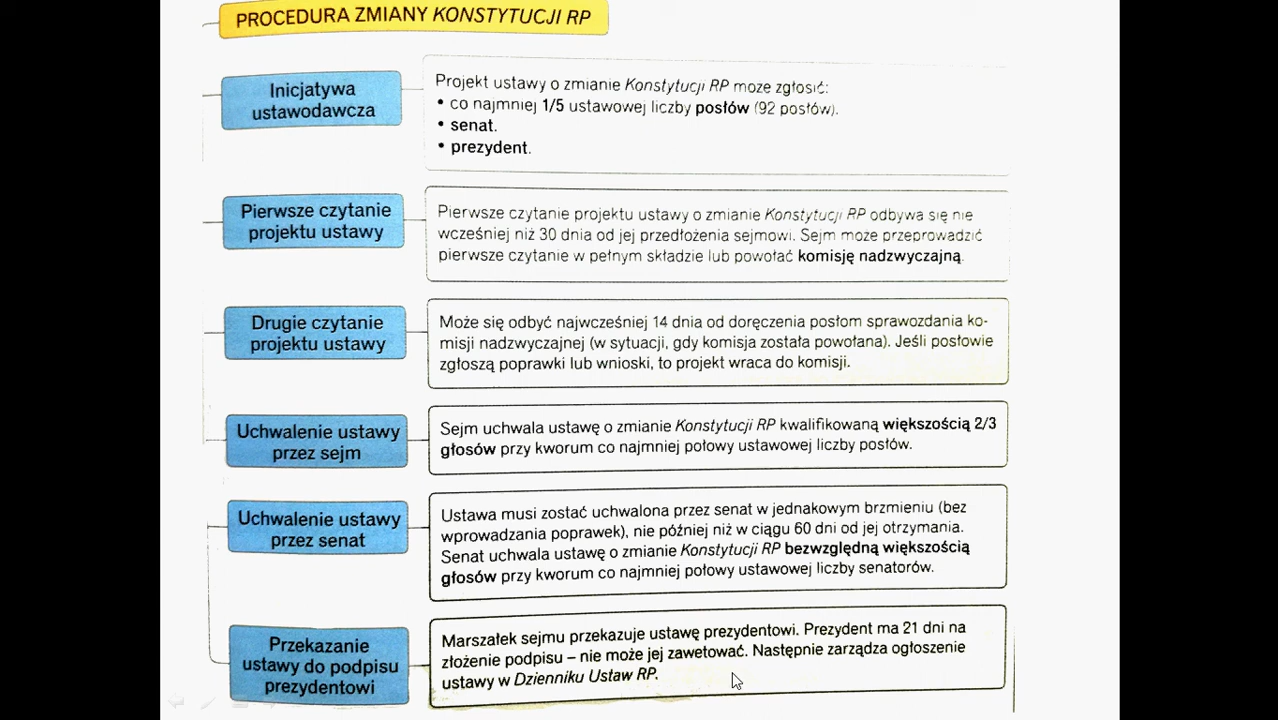 PROCEDURA ZMIANY KONSTYTUCJI RP
Inicjatywa
ustawodawcza
Projekt ustawy o zmianie Konstytucji RP może zgłosić:
• co najmniej 1/5 ustawowej liczby posłów (92 posłów).
• senat.
• prezydent.
Pierwsze czytanie
projektu ustawy
Pierwsze czytanie projektu ustawy o zmianie Konstytucji RP odbywa się nie
wcześniej niż 30 dnia od jej przedłożenia sejmowi. Sejm może przeprowadzić
pierwsze czytanie w pełnym składzie lub powołać komisję nadzwyczajną.
Drugie czytanie
projektu ustawy
Może się odbyć najwcześniej 14 dnia od doręczenia posłom sprawozdania ko-
misji nadzwyczajnej (w sytuacji, gdy komisja została powołana). Jeśli posłowie
zgłoszą poprawki lub wnioski, to projekt wraca do komisji.
Uchwalenie ustawy
przez sejm
Sejm uchwala ustawę o zmianie Konstytucji RP kwalifikowaną większością 2/3
głosów przy kworum co najmniej połowy ustawowej liczby posłów.
Uchwalenie ustawy
przez senat
Ustawa musi zostać uchwalona przez senat w jednakowym brzmieniu (bez
wprowadzania poprawek), nie później niż w ciągu 60 dni od jej otrzymania.
Senat uchwala ustawę o zmianie Konstytucji RP bezwzględną większością
głosów przy kworum co najmniej połowy ustawowej liczby senatorów.
Przekazanie
ustawy do podpisu
prezydentowi
Marszałek sejmu przekazuje ustawę prezydentowi. Prezydent ma 21 dni na
złożenie podpisu – nie może jej zawetować. Następnie zarządza ogłoszenie
ustawy w Dzienniku Ustaw RP.